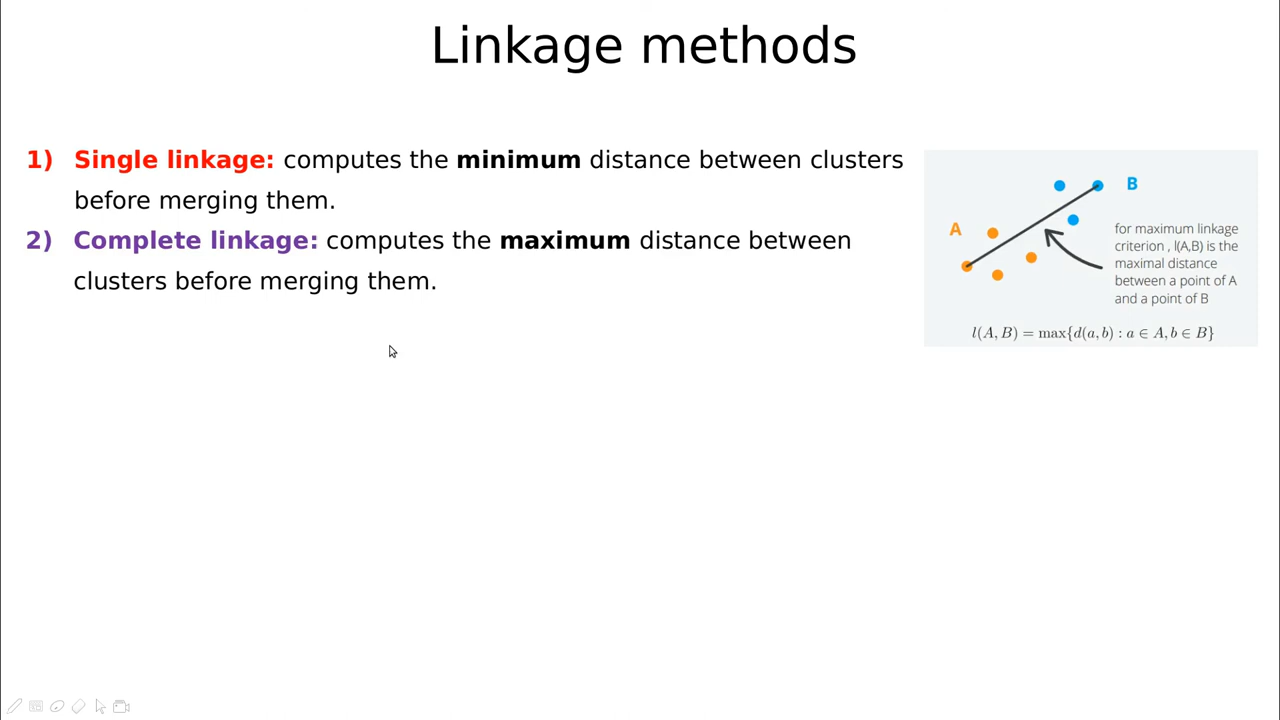 Linkage methods
1) Single linkage: computes the minimum distance between clusters
before merging them.
2) Complete linkage: computes the maximum distance between
clusters before merging them.
A
B
for maximum linkage
criterion , l(A,B) is the
maximal distance
between a point of A
and a point of B
l(A, B) = max{d(a, b) : a ∈ A, b ∈ B}